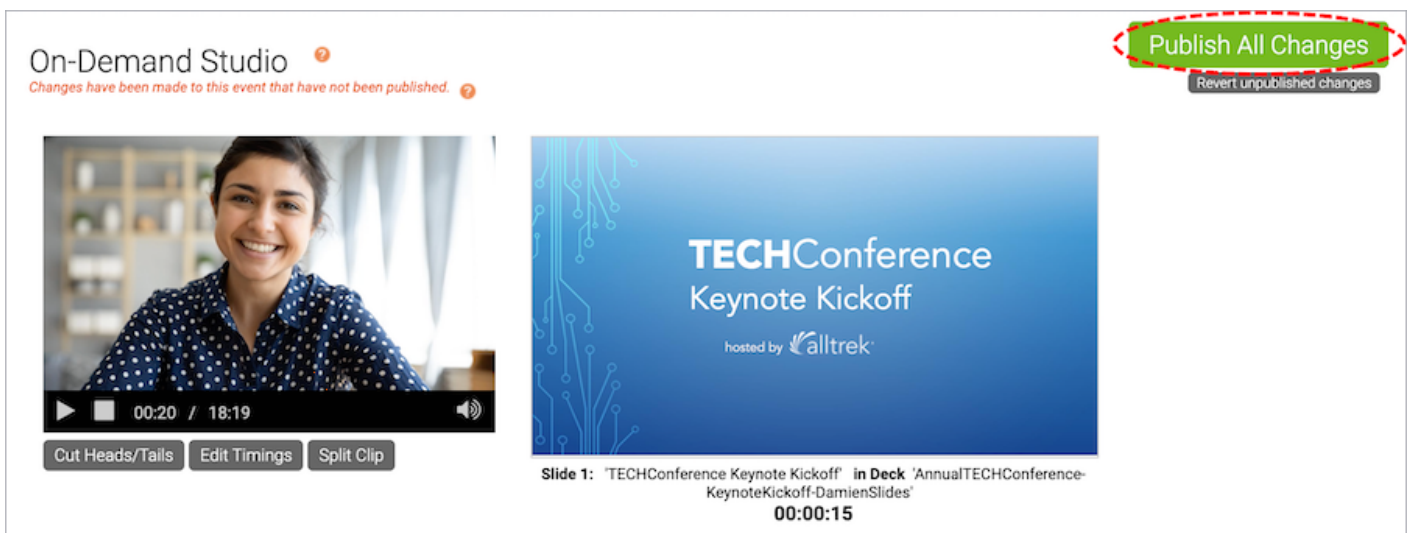 Publish All Changes
On-Demand Studio ?
Changes have been made to this event that have not been published. ?
Revert unpublished changes
TECHConference
Keynote Kickoff
hosted by alltrek
00:20 / 18:19
Cut Heads/Tails Edit Timings Split Clip
Slide 1: 'TECHConference Keynote Kickoff' in Deck 'AnnualTECHConference-
KeynoteKickoff-DamienSlides'
00:00:15